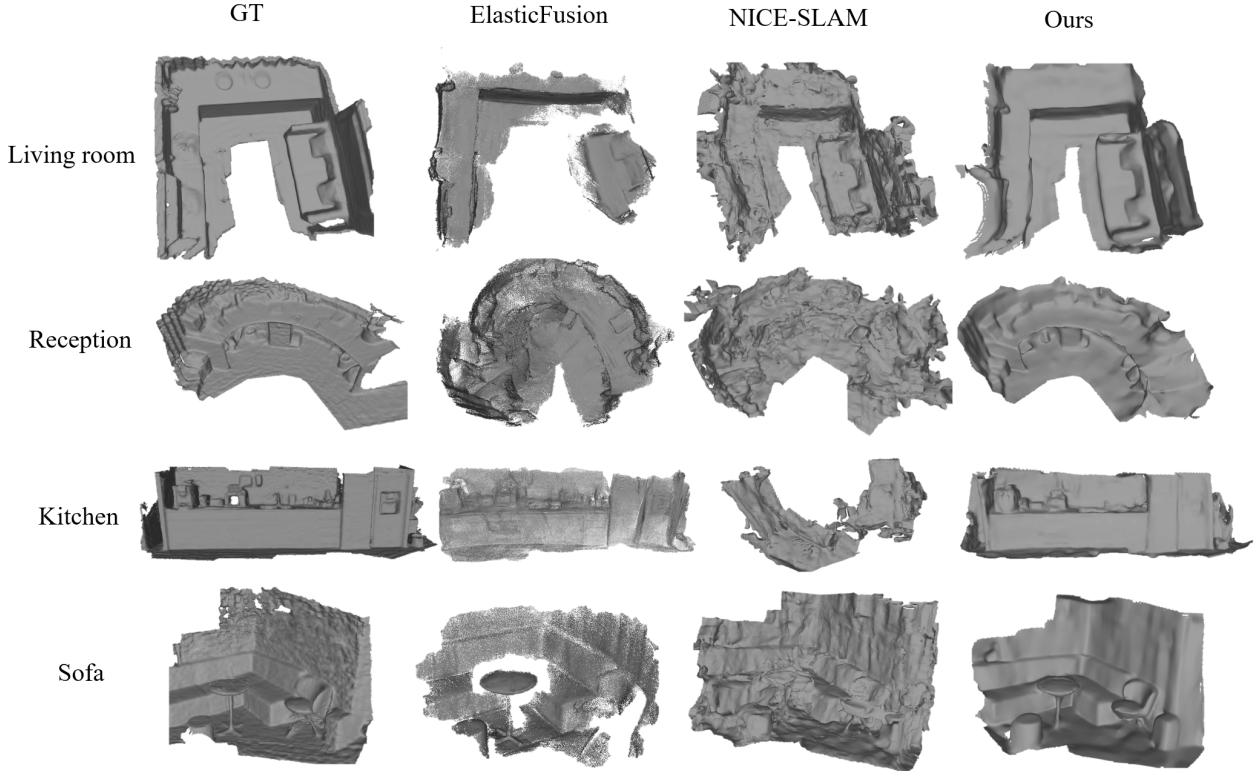 GT ElasticFusion NICE-SLAM Ours
Living room
Reception
Kitchen
Sofa